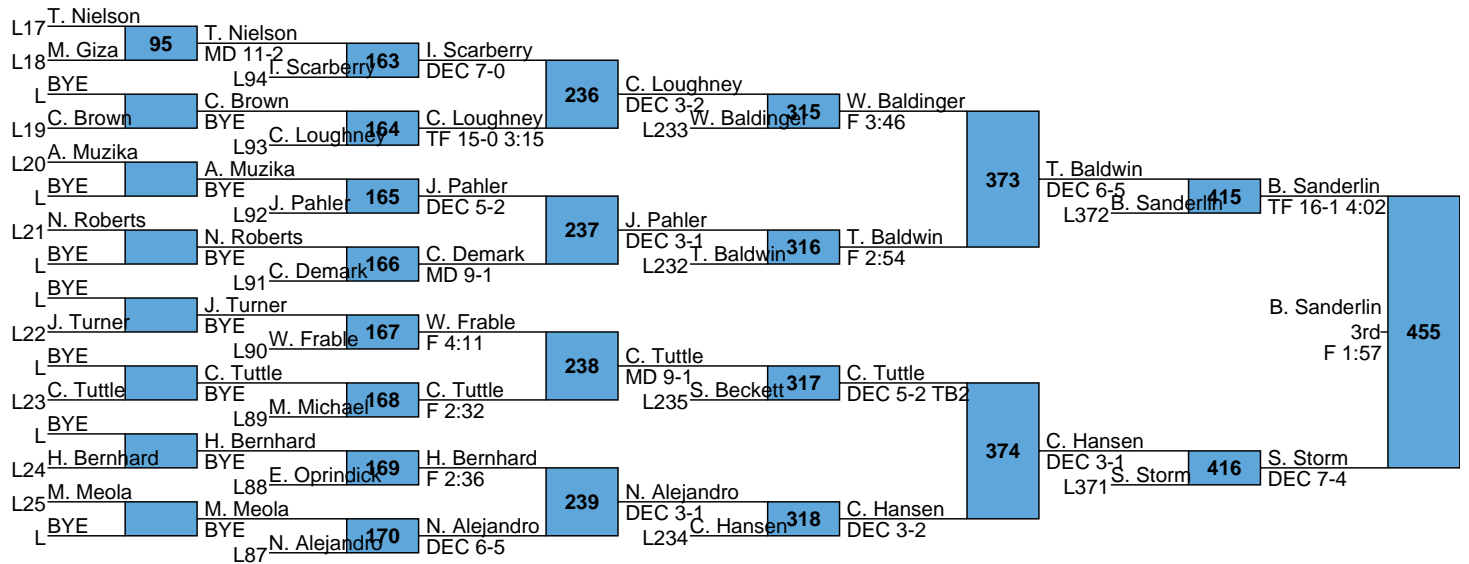 T. Nielson
L17
95
M. Giza
L18
T. Nielson
MD 11-2
BYE
L
C. Brown
L19
C. Brown
BYE
A. Muzika
L20
BYE
L
A. Muzika
BYE
N. Roberts
L21
BYE
L
N. Roberts
BYE
BYE
L
J. Turner
L22
J. Turner
BYE
BYE
L
C. Tuttle
L23
C. Tuttle
BYE
BYE
L
H. Bernhard
L24
H. Bernhard
BYE
M. Meola
L25
BYE
L
M. Meola
BYE
163
I. Scarberry
L94
I. Scarberry
DEC 7-0
164
C. Loughney
L93
C. Loughney
TF 15-0 3:15
165
J. Pahler
L92
J. Pahler
DEC 5-2
166
C. Demark
L91
C. Demark
MD 9-1
167
W. Frable
L90
W. Frable
F 4:11
168
M. Michael
L89
C. Tuttle
F 2:32
169
E. Oprindick
L88
H. Bernhard
F 2:36
170
N. Alejandro
L87
N. Alejandro
DEC 6-5
236
C. Loughney
DEC 3-2
237
J. Pahler
DEC 3-1
238
C. Tuttle
MD 9-1
239
N. Alejandro
DEC 3-1
315
W. Baldinger
L233
W. Baldinger
F 3:46
316
T. Baldwin
L232
T. Baldwin
F 2:54
317
S. Beckett
L235
C. Tuttle
DEC 5-2 TB2
318
C. Hansen
L234
C. Hansen
DEC 3-2
373
T. Baldwin
DEC 6-5
374
C. Hansen
DEC 3-1
415
B. Sanderlin
L372
B. Sanderlin
TF 16-1 4:02
416
S. Storm
L371
S. Storm
DEC 7-4
455
B. Sanderlin
3rd
F 1:57